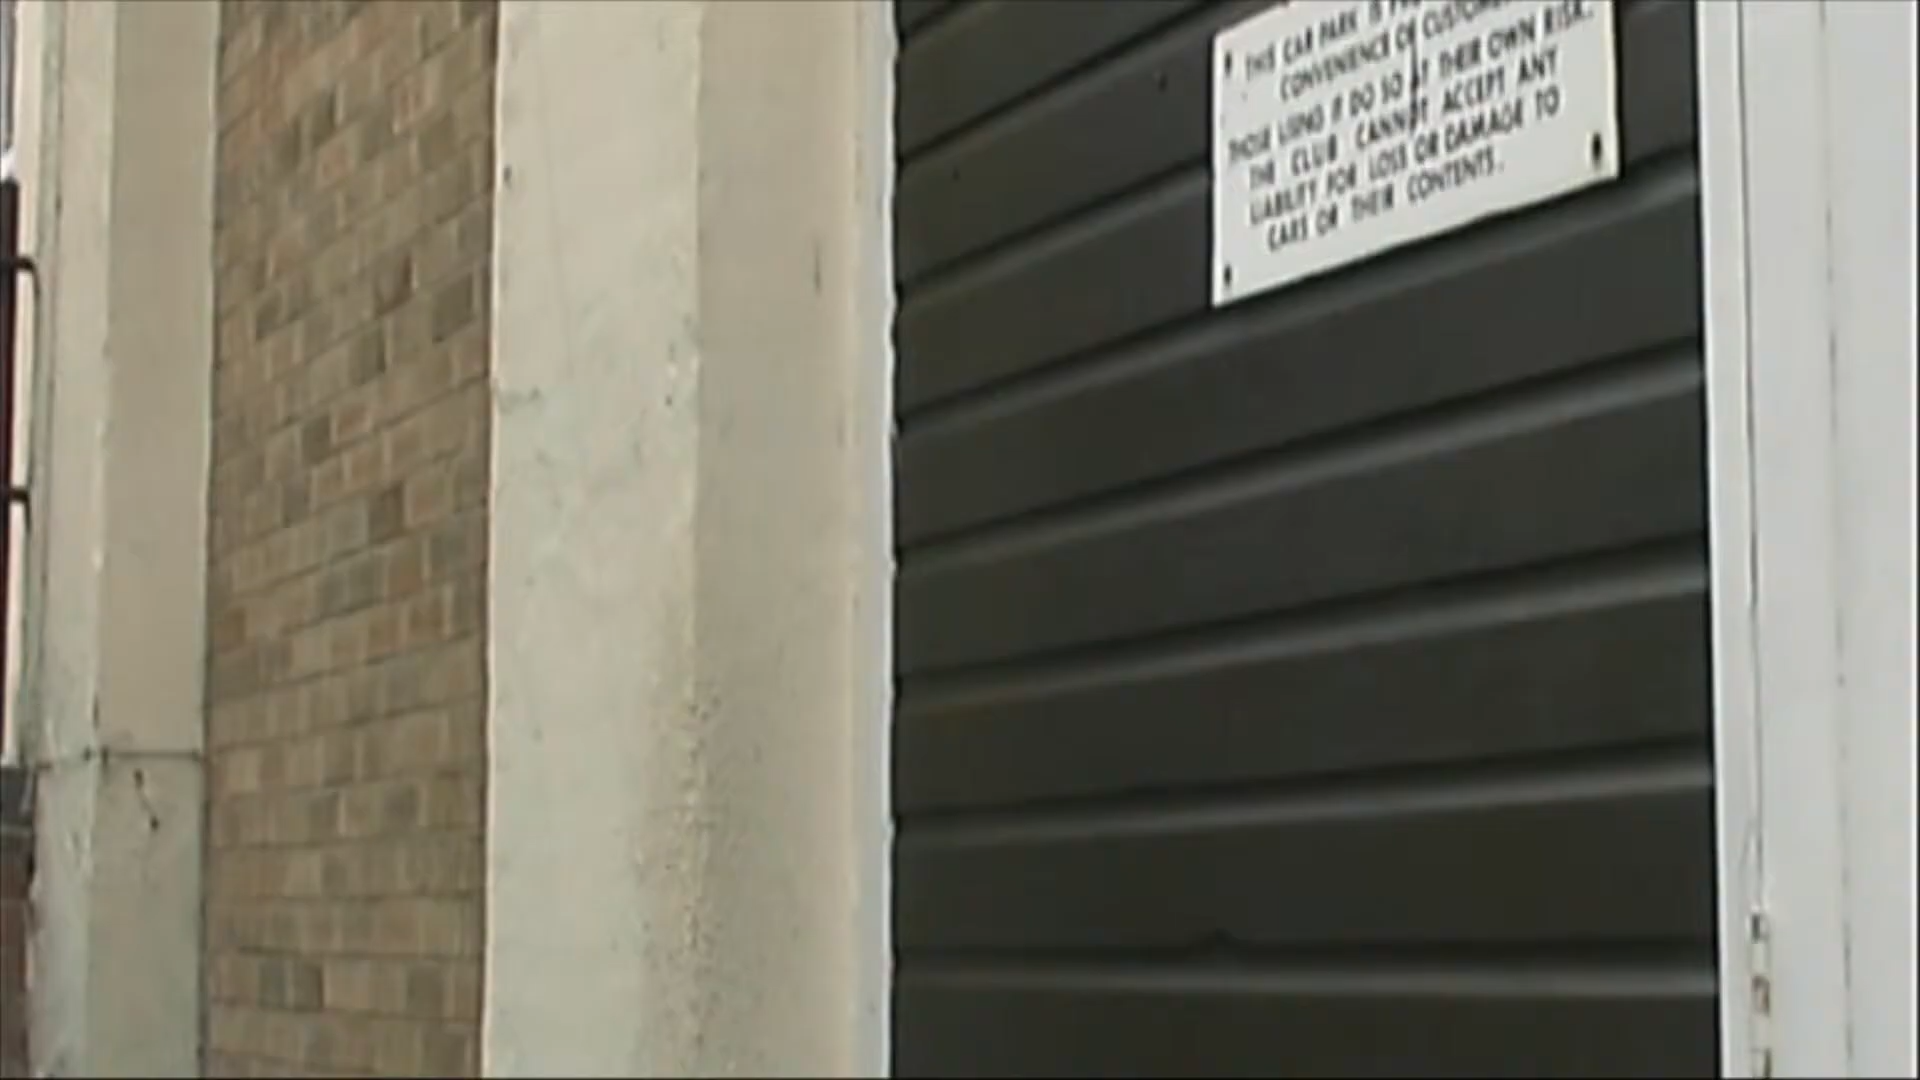 THIS CAR PARK IS
CONVENIENCE OF CUSTOMERS
THOSE USING IT DO SO AT THEIR OWN RISK.
THE CLUB CANNOT ACCEPT ANY
LIABILITY FOR LOSS OR DAMAGE TO
CARS OR THEIR CONTENTS.